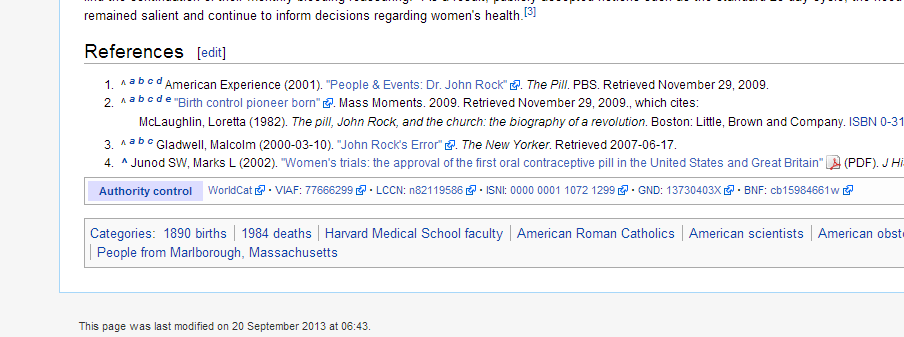 remained salient and continue to inform decisions regarding women's health.[3]
References [edit]
1. ^ a b c d American Experience (2001). "People & Events: Dr. John Rock". The Pill. PBS. Retrieved November 29, 2009.
2. ^ a b c d e "Birth control pioneer born". Mass Moments. 2009. Retrieved November 29, 2009., which cites:
McLaughlin, Loretta (1982). The pill, John Rock, and the church: the biography of a revolution. Boston: Little, Brown and Company. ISBN 0-31
3. ^ a b c Gladwell, Malcolm (2000-03-10). "John Rock's Error". The New Yorker. Retrieved 2007-06-17.
4. ^ Junod SW, Marks L (2002). "Women's trials: the approval of the first oral contraceptive pill in the United States and Great Britain" (PDF). J Hi
Authority control WorldCat · VIAF: 77666299 · LCCN: n82119586 · ISNI: 0000 0001 1072 1299 · GND: 13730403X · BNF: cb15984661w
Categories: 1890 births | 1984 deaths | Harvard Medical School faculty | American Roman Catholics | American scientists | American obste
| People from Marlborough, Massachusetts
This page was last modified on 20 September 2013 at 06:43.